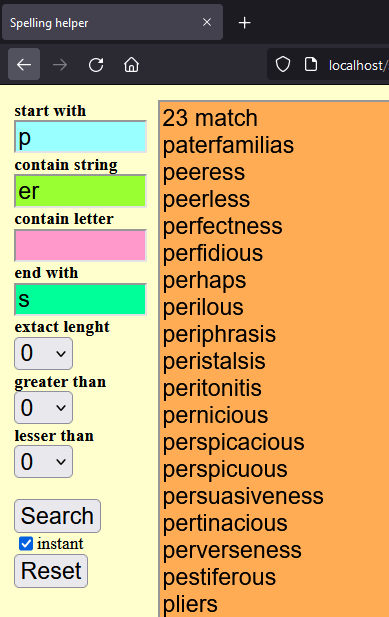 Spelling helper
localhost/
start with
p
contain string
er
contain letter
end with
s
extact lenght
0
greater than
0
lesser than
0
Search
instant
Reset
23 match
paterfamilias
peeress
peerless
perfectness
perfidious
perhaps
perilous
periphrasis
peristalsis
peritonitis
pernicious
perspicacious
perspicuous
persuasiveness
pertinacious
perverseness
pestiferous
pliers